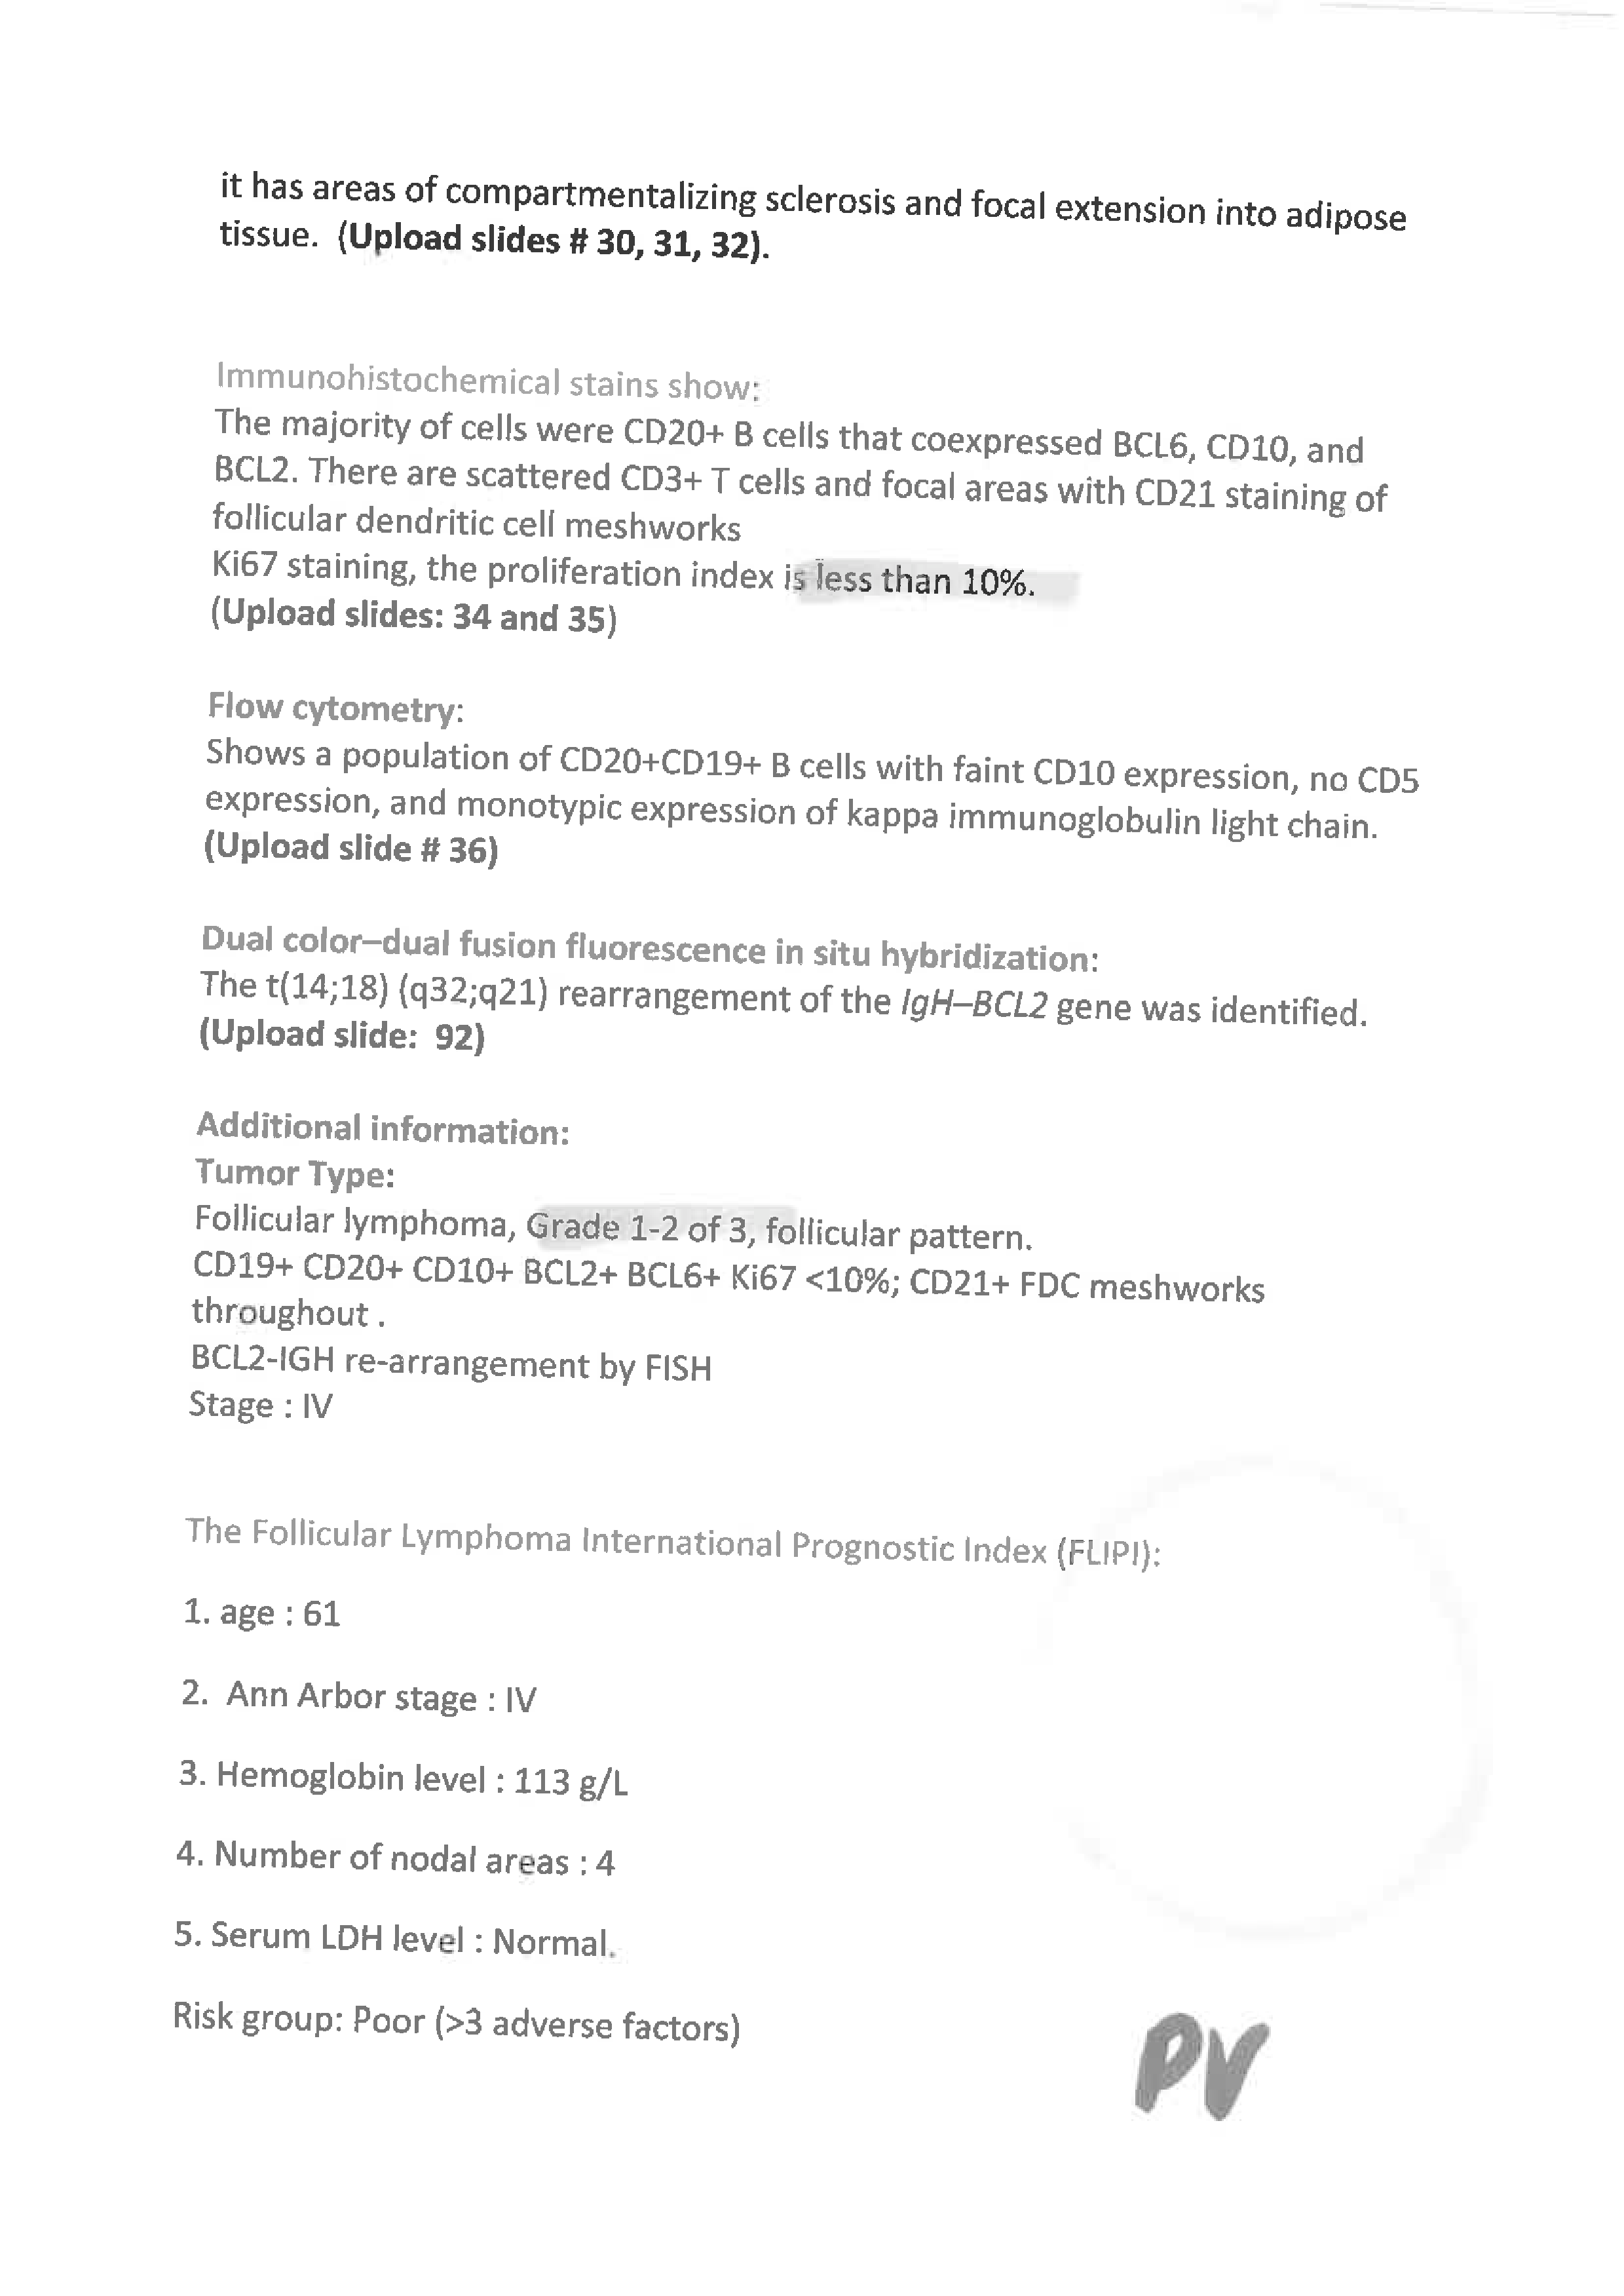 it has areas of compartmentalizing sclerosis and focal extension into adipose
tissue. (Upload slides # 30, 31, 32).
Immunohistochemical stains show:
The majority of cells were CD20+ B cells that coexpressed BCL6, CD10, and
BCL2. There are scattered CD3+ T cells and focal areas with CD21 staining of
follicular dendritic cell meshworks
Ki67 staining, the proliferation index is less than 10%.
(Upload slides: 34 and 35)
Flow cytometry:
Shows a population of CD20+CD19+ B cells with faint CD10 expression, no CD5
expression, and monotypic expression of kappa immunoglobulin light chain.
(Upload slide # 36)
Dual color–dual fusion fluorescence in situ hybridization:
The t(14;18) (q32;q21) rearrangement of the IgH–BCL2 gene was identified.
(Upload slide: 92)
Additional information:
Tumor Type:
Follicular lymphoma, Grade 1-2 of 3, follicular pattern.
CD19+ CD20+ CD10+ BCL2+ BCL6+ Ki67 <10%; CD21+ FDC meshworks
throughout .
BCL2-IGH re-arrangement by FISH
Stage : IV
The Follicular Lymphoma International Prognostic Index (FLIPI):
1. age : 61
2. Ann Arbor stage : IV
3. Hemoglobin level : 113 g/L
4. Number of nodal areas : 4
5. Serum LDH level : Normal.
Risk group: Poor (>3 adverse factors)
PV